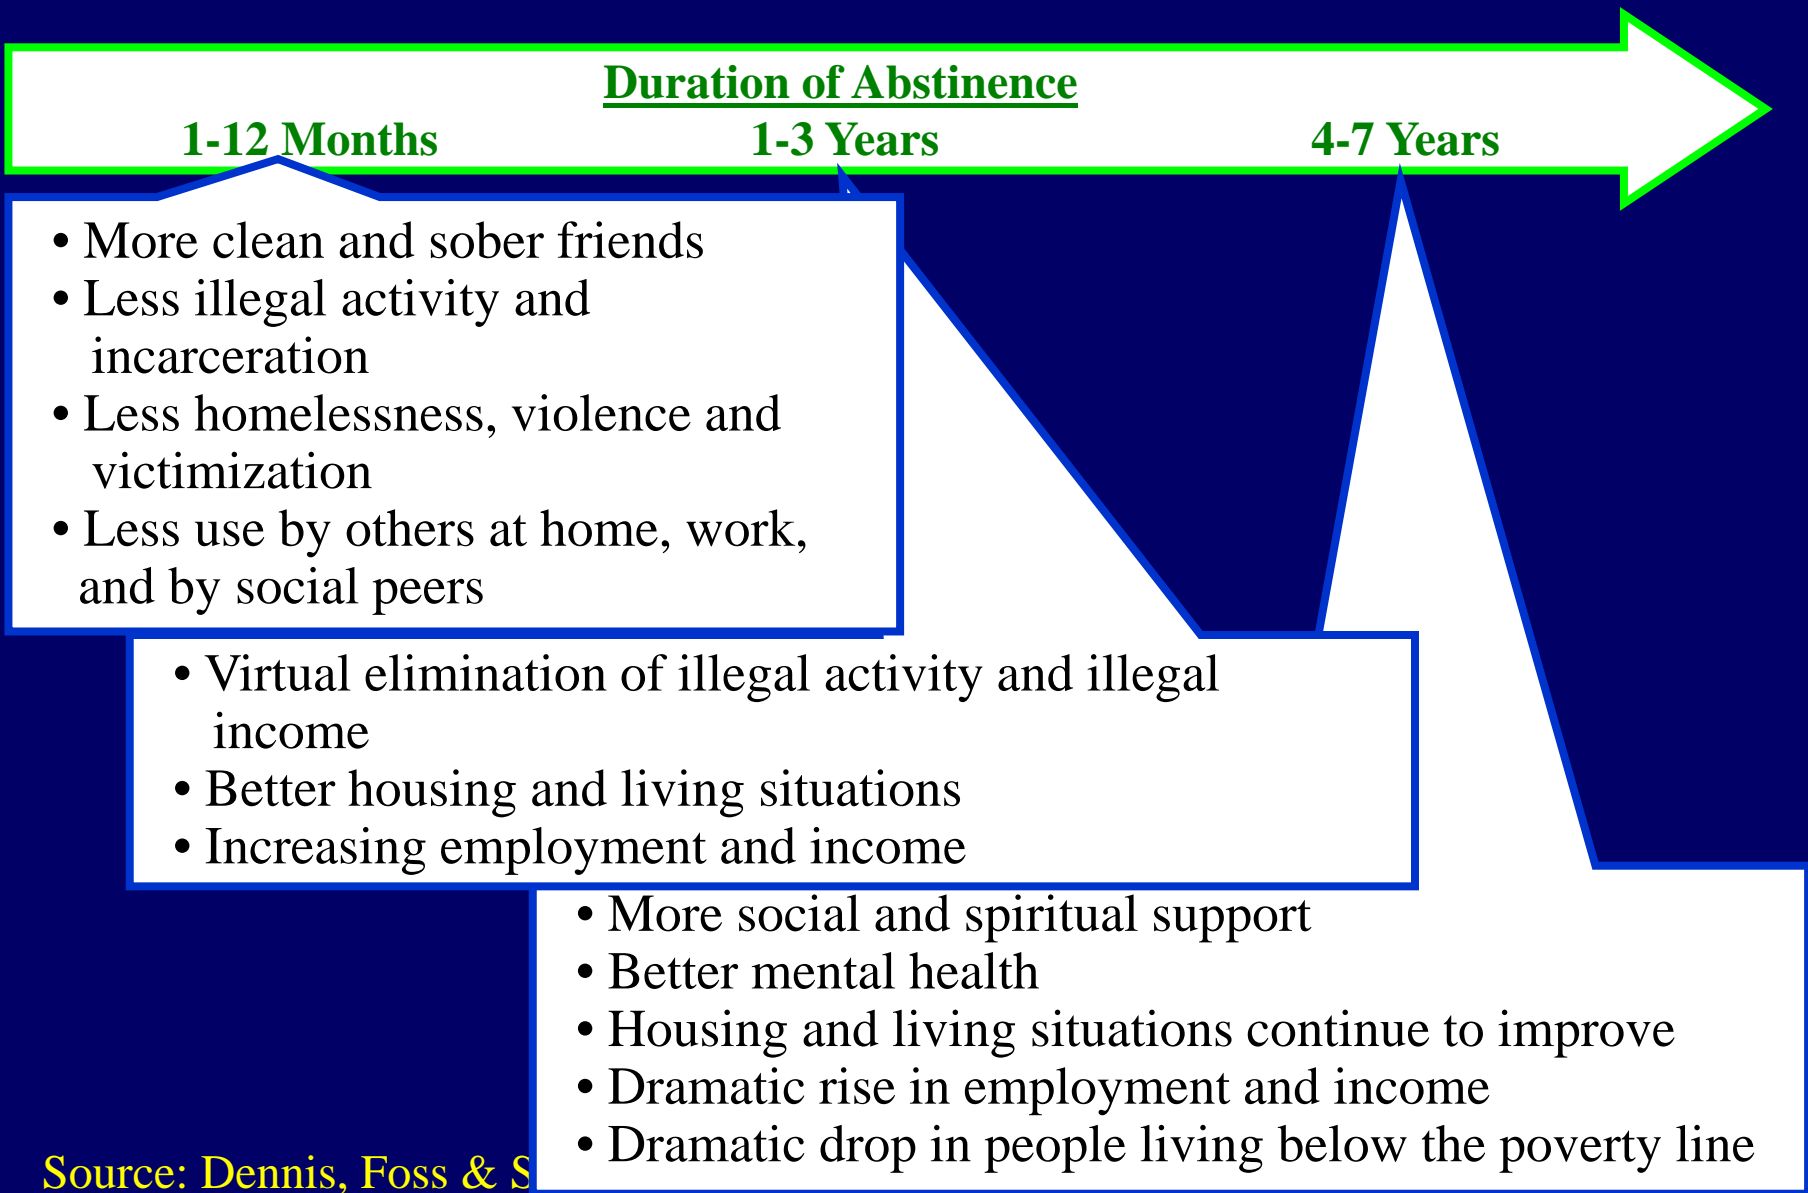 Duration of Abstinence
1-12 Months 1-3 Years 4-7 Years
• More clean and sober friends
• Less illegal activity and
incarceration
• Less homelessness, violence and
victimization
• Less use by others at home, work,
and by social peers
• Virtual elimination of illegal activity and illegal
income
• Better housing and living situations
• Increasing employment and income
• More social and spiritual support
• Better mental health
• Housing and living situations continue to improve
• Dramatic rise in employment and income
• Dramatic drop in people living below the poverty line
Source: Dennis, Foss & S